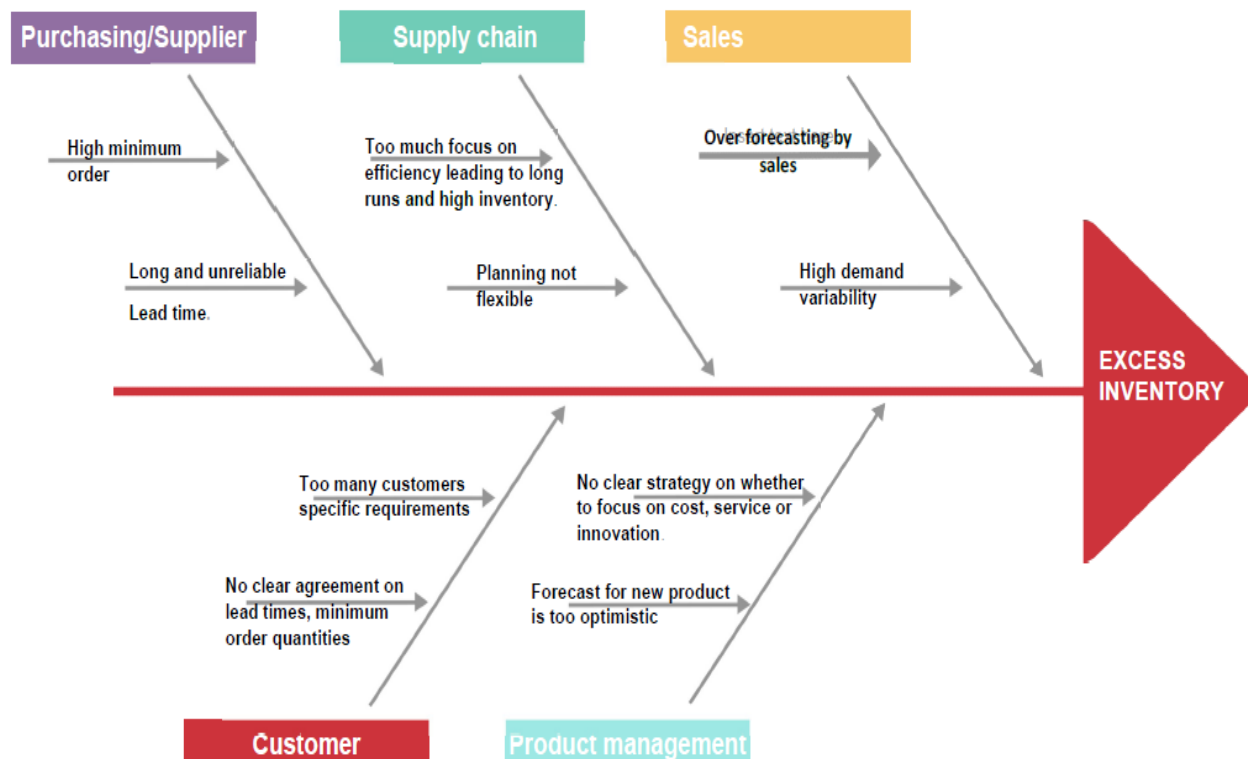 Purchasing/Supplier
Supply chain
Sales
High minimum
order
Long and unreliable
Lead time.
Too much focus on
efficiency leading to long
runs and high inventory.
Planning not
flexible
Over forecasting by
sales
High demand
variability
EXCESS
INVENTORY
Too many customers
specific requirements
No clear agreement on
lead times, minimum
order quantities
No clear strategy on whether
to focus on cost, service or
innovation.
Forecast for new product
is too optimistic
Customer
Product management